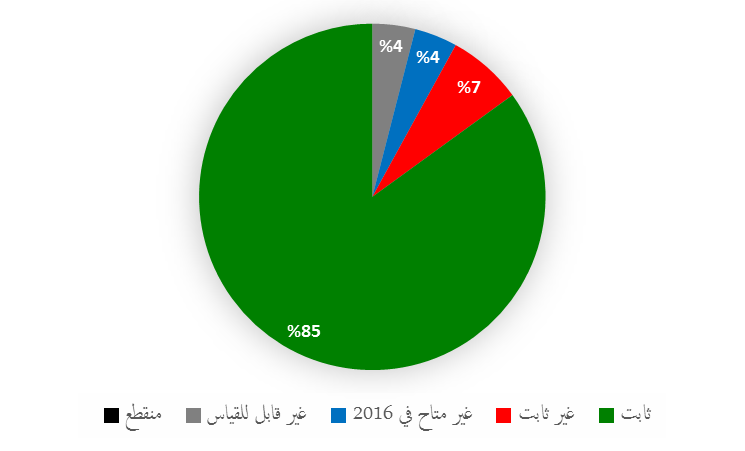 %4
%4
%7
%85
ثابت
غير ثابت
غير متاح في 2016
غير قابل للقياس
منقطع